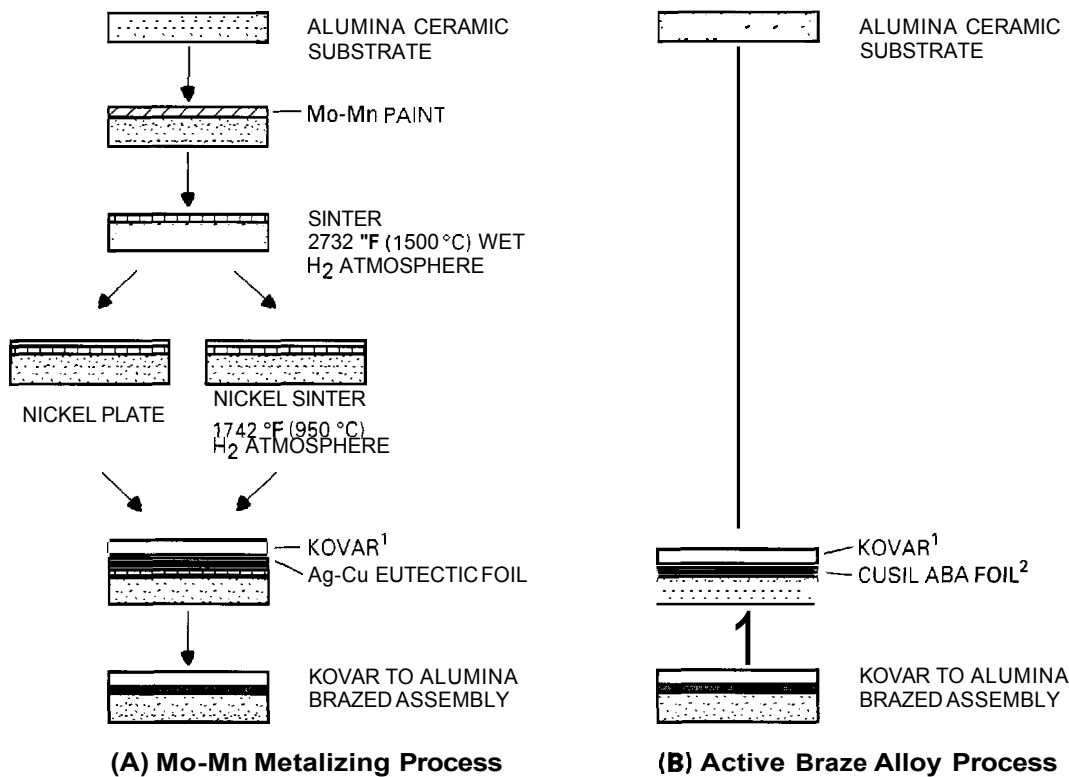 ALUMINA CERAMIC
SUBSTRATE
Mo-Mn PAINT
SINTER
2732 "F (1500 °C) WET
H2 ATMOSPHERE
NICKEL PLATE
NICKEL SINTER
1742 °F (950 °C)
H2 ATMOSPHERE
KOVAR1
Ag-Cu EUTECTIC FOIL
KOVAR TO ALUMINA
BRAZED ASSEMBLY
(A) Mo-Mn Metalizing Process
ALUMINA CERAMIC
SUBSTRATE
KOVAR1
CUSIL ABA FOIL2
1
KOVAR TO ALUMINA
BRAZED ASSEMBLY
(B) Active Braze Alloy Process